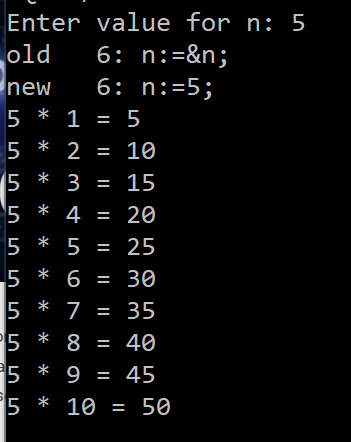 Enter value for n: 5
old   6: n:=&n;
new   6: n:=5;
5 * 1 = 5
5 * 2 = 10
5 * 3 = 15
5 * 4 = 20
5 * 5 = 25
5 * 6 = 30
5 * 7 = 35
5 * 8 = 40
5 * 9 = 45
5 * 10 = 50